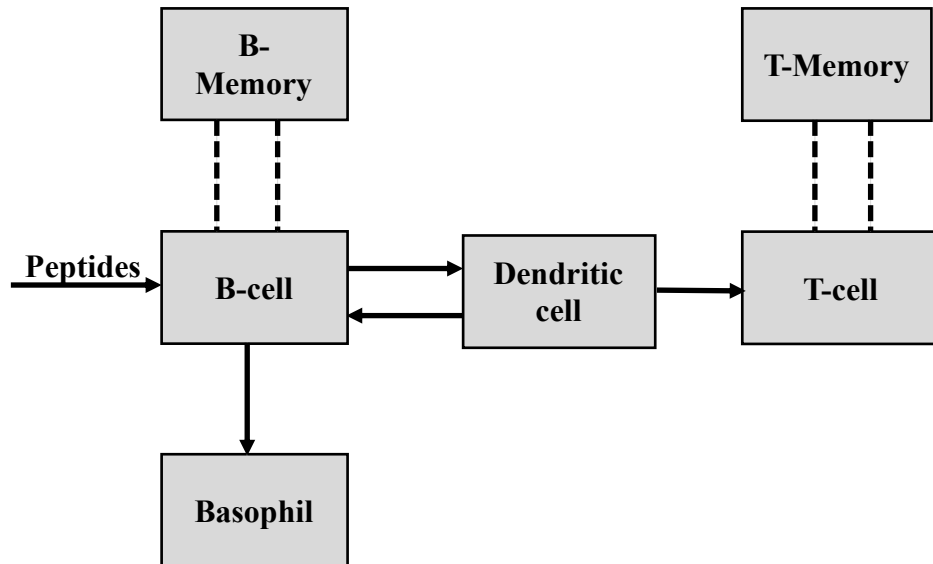 B-
Memory
T-Memory
Peptides
B-cell
Dendritic
cell
T-cell
Basophil